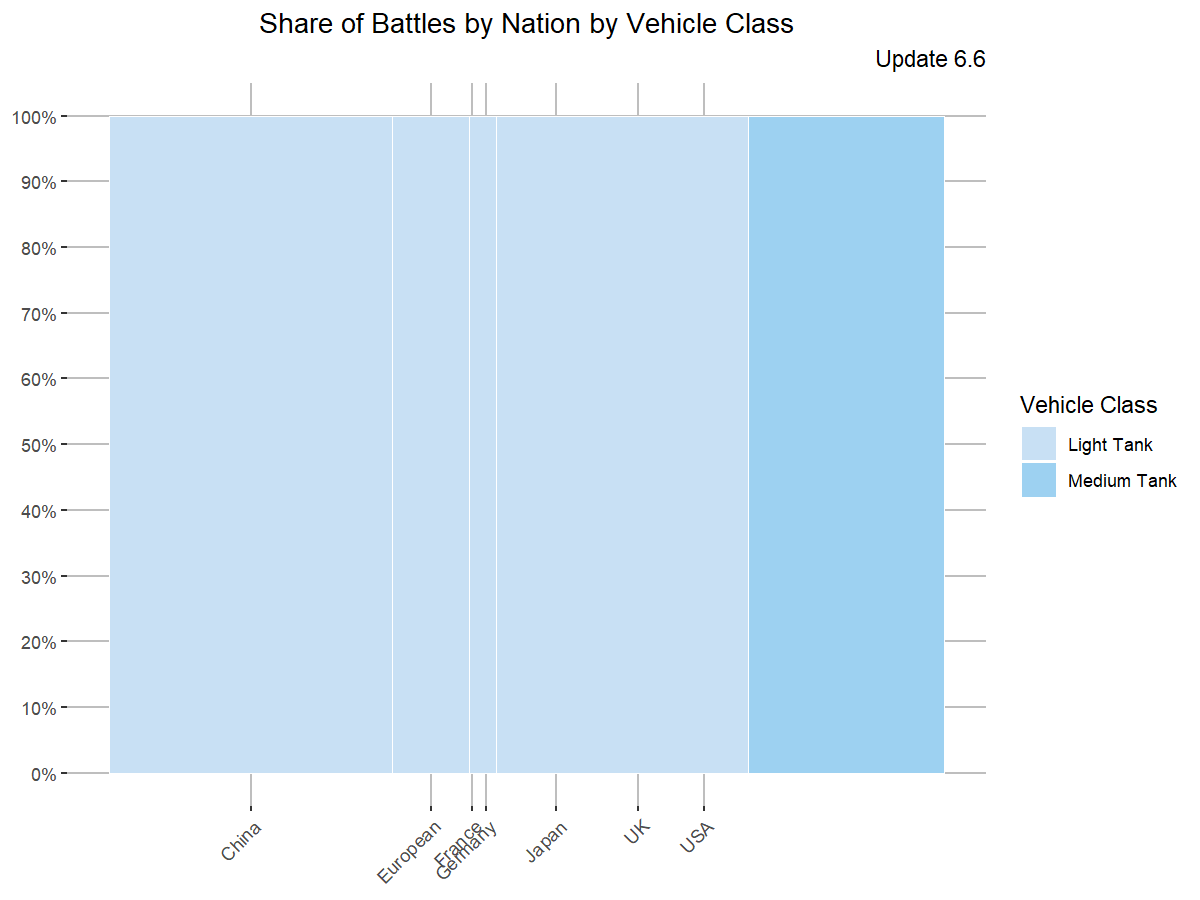 Share of Battles by Nation by Vehicle Class
Update 6.6
100%
90%
80%
70%
60%
50%
40%
30%
20%
10%
0%
China
European
France
Germany
Japan
UK
USA
Vehicle Class
Light Tank
Medium Tank